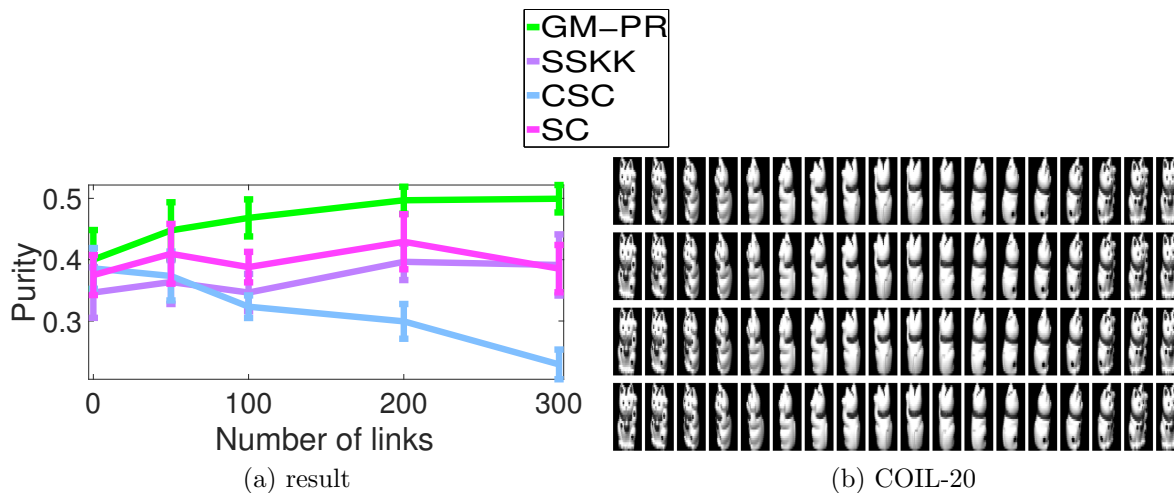 GM-PR
SSKK
CSC
SC
0.5
0.4
0.3
Purity
0
100
200
300
Number of links
(a) result
(b) COIL-20